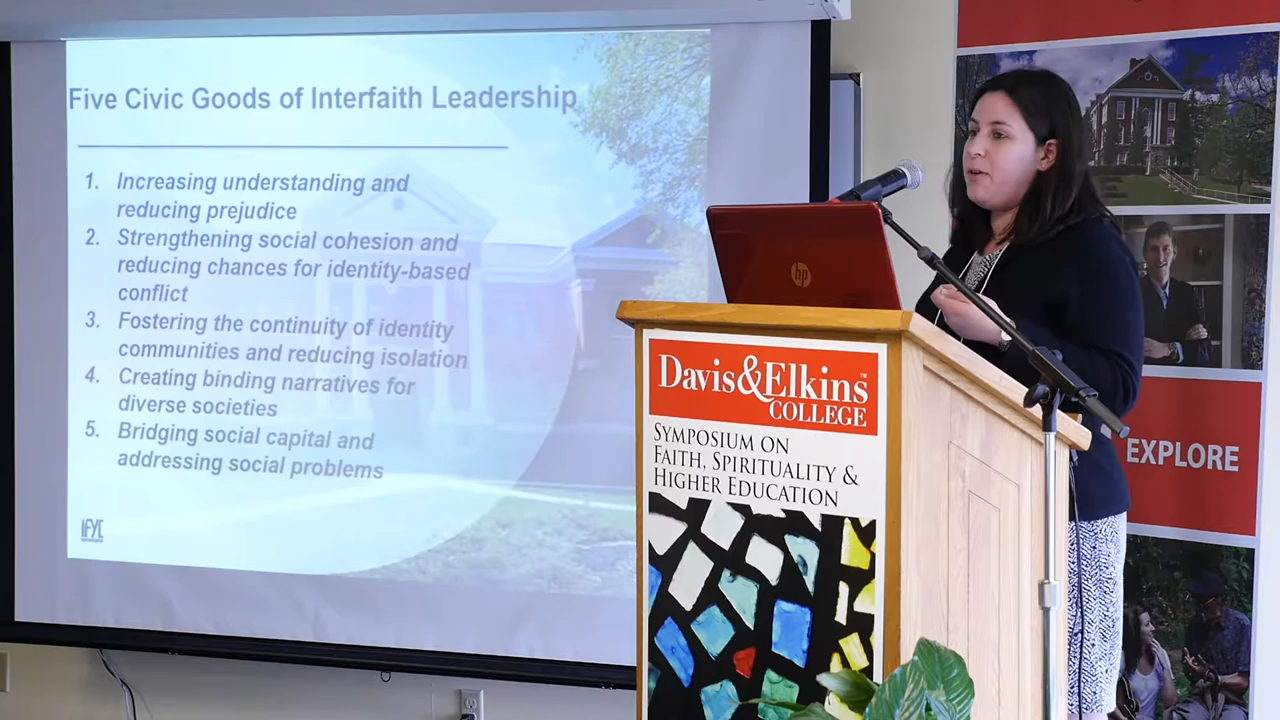 Five Civic Goods of Interfaith Leadership
1. Increasing understanding and
reducing prejudice
2. Strengthening social cohesion and
reducing chances for identity-based
conflict
3. Fostering the continuity of identity
communities and reducing isolation
4. Creating binding narratives for
diverse societies
5. Bridging social capital and
addressing social problems
IFYC
hp
Davis&Elkins™
COLLEGE
SYMPOSIUM ON
FAITH, SPIRITUALITY &
HIGHER EDUCATION
EXPLORE